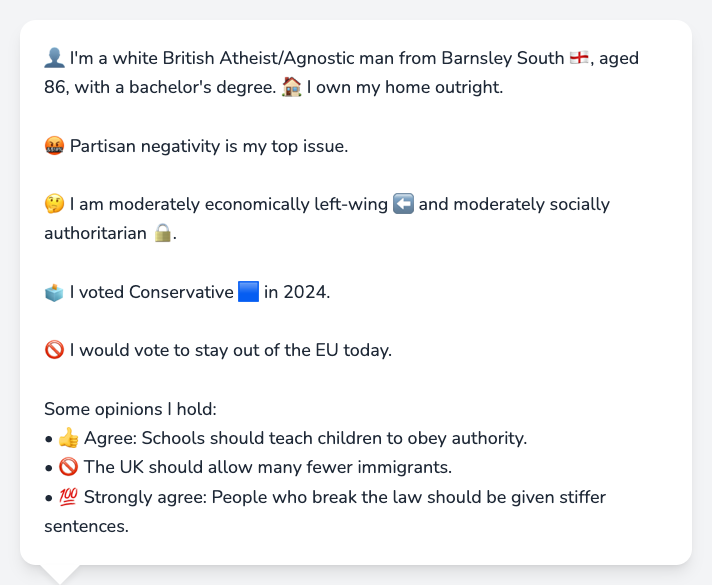 👤 I'm a white British Atheist/Agnostic man from Barnsley South 🏴󠁧󠁢󠁥󠁮󠁧󠁿, aged
86, with a bachelor's degree. 🏠 I own my home outright.
🤬 Partisan negativity is my top issue.
🤔 I am moderately economically left-wing ⬅️ and moderately socially
authoritarian 🔒.
🗳️ I voted Conservative 🟦 in 2024.
🚫 I would vote to stay out of the EU today.
Some opinions I hold:
• 👍 Agree: Schools should teach children to obey authority.
• 🚫 The UK should allow many fewer immigrants.
• 💯 Strongly agree: People who break the law should be given stiffer
sentences.